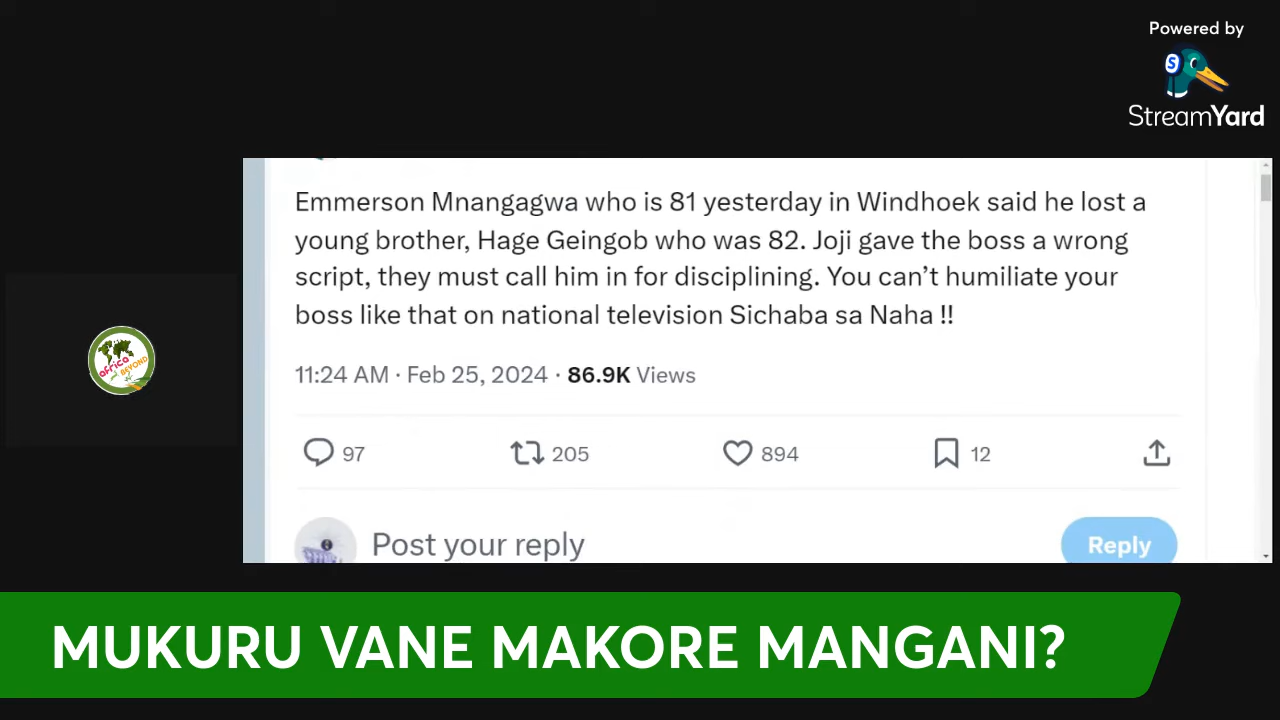 Powered by
StreamYard
S
africa
BEYOND
Emmerson Mnangagwa who is 81 yesterday in Windhoek said he lost a
young brother, Hage Geingob who was 82. Joji gave the boss a wrong
script, they must call him in for disciplining. You can’t humiliate your
boss like that on national television Sichaba sa Naha !!
11:24 AM · Feb 25, 2024 · 86.9K Views
97 205 894 12
Post your reply
Reply
MUKURU VANE MAKORE MANGANI?